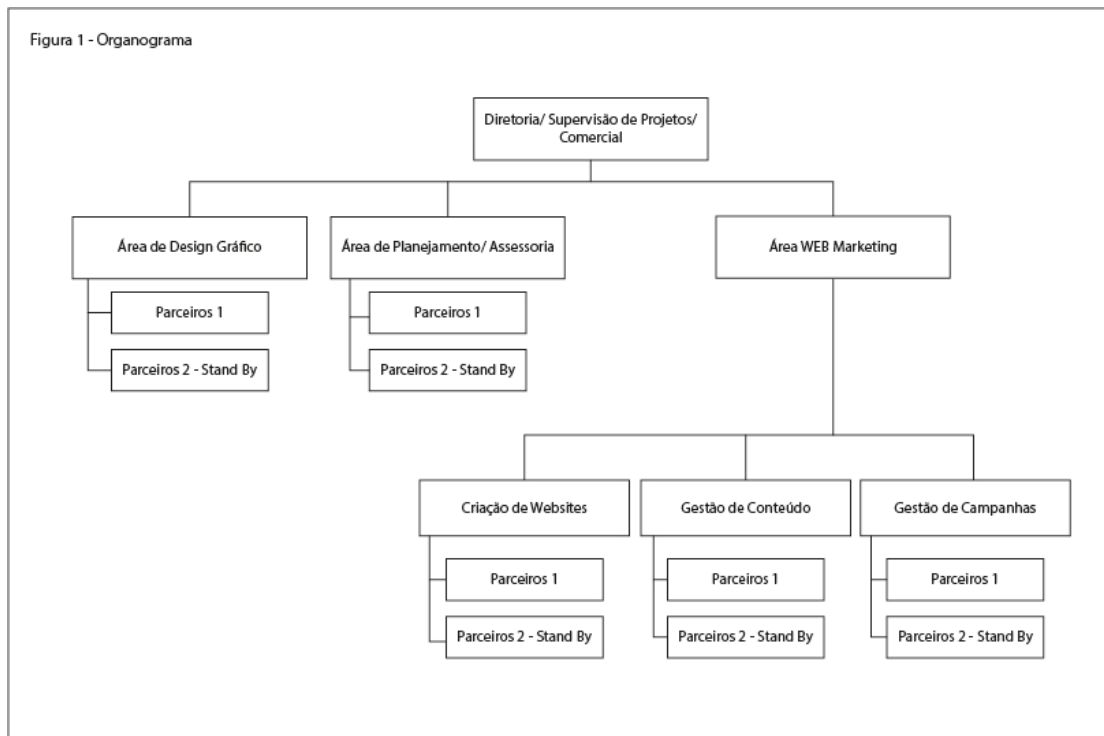 Figura 1 - Organograma
Diretoria/ Supervisão de Projetos/
Comercial
Área de Design Gráfico
Área de Planejamento/ Assessoria
Área WEB Marketing
Parceiros 1
Parceiros 1
Parceiros 2 - Stand By
Parceiros 2 - Stand By
Criação de Websites
Gestão de Conteúdo
Gestão de Campanhas
Parceiros 1
Parceiros 1
Parceiros 1
Parceiros 2 - Stand By
Parceiros 2 - Stand By
Parceiros 2 - Stand By